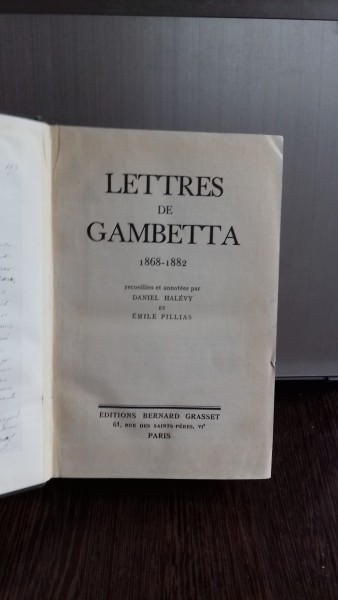 LETTRES
DE
GAMBETTA
1868-1882
recueillies et annotées par
DANIEL HALÉVY
ET
ÉMILE PILLIAS
EDITIONS BERNARD GRASSET
61, RUE DES SAINTS-PÈRES, VIᵉ
PARIS